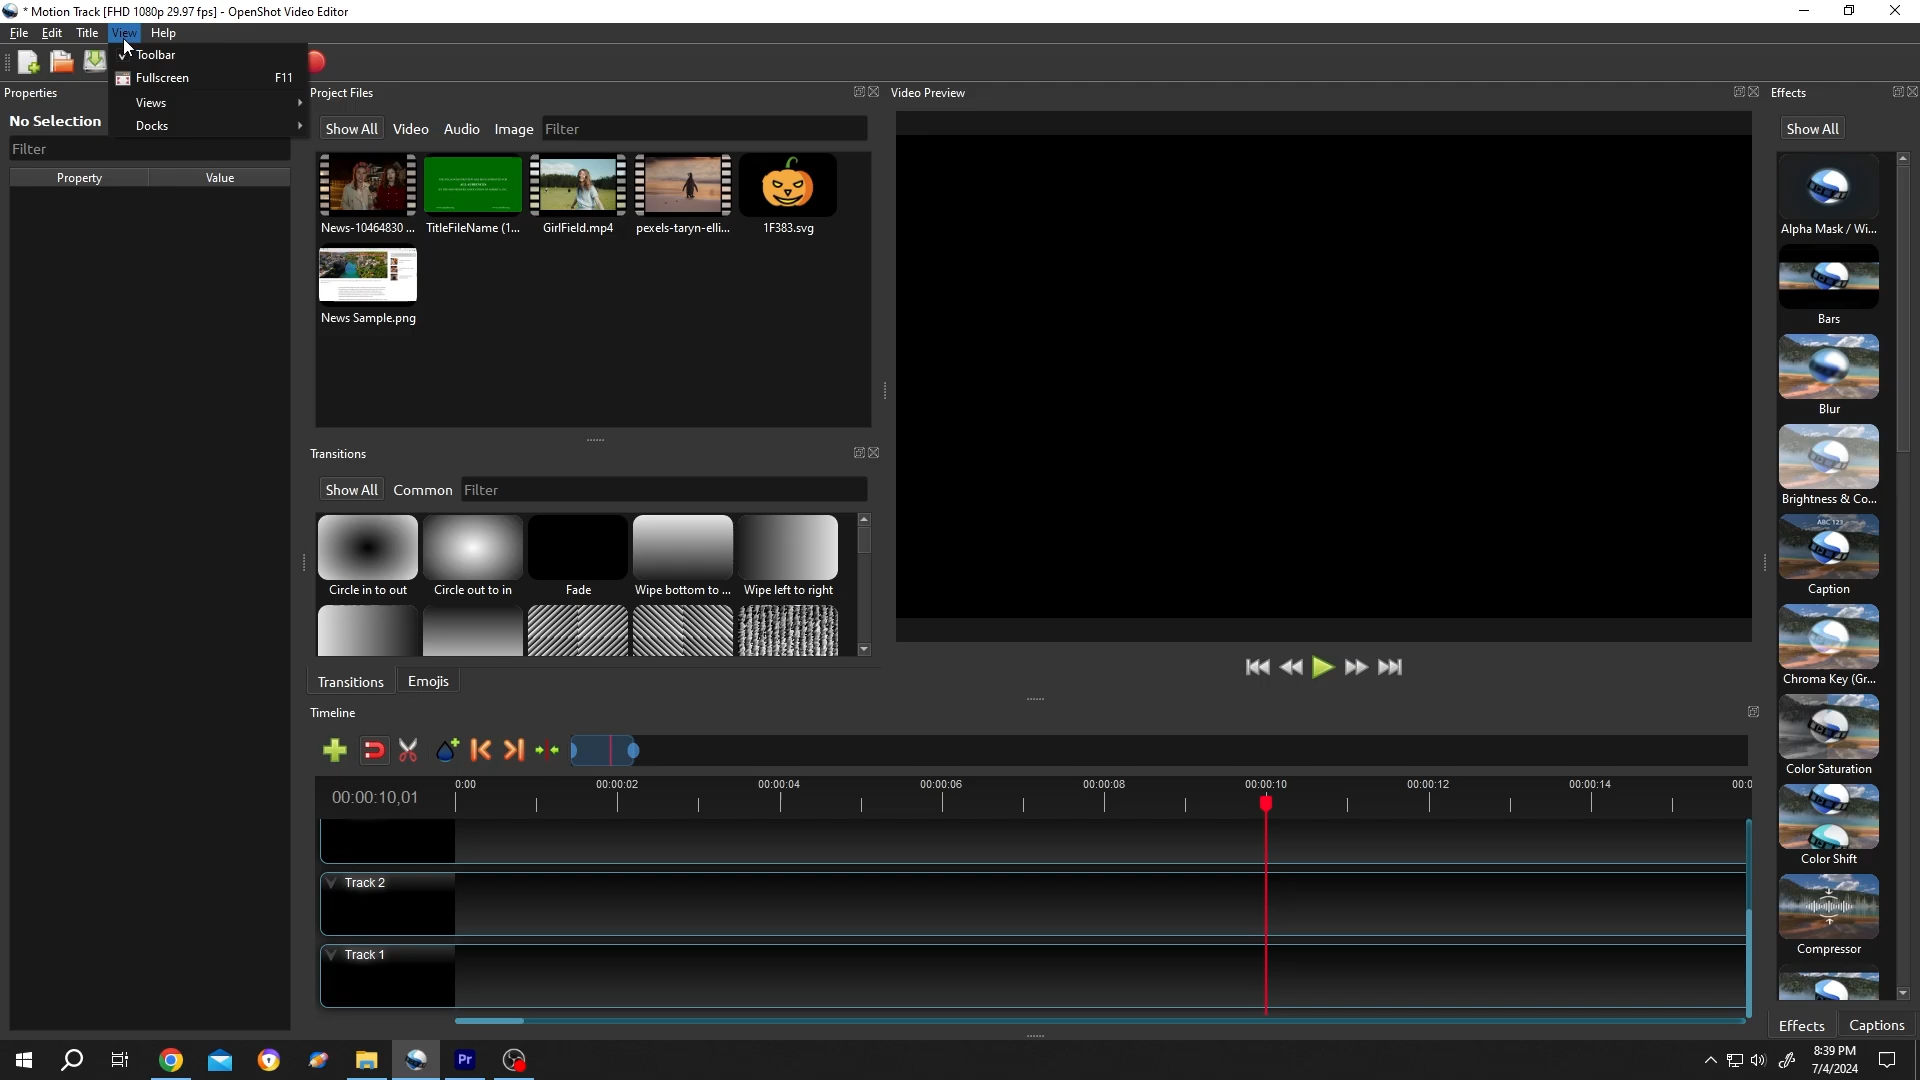 * Motion Track [FHD 1080p 29.97 fps] - OpenShot Video Editor
File Edit Title View Help
Toolbar
Fullscreen F11
Views
Docks
Properties
No Selection
Filter
Property Value
Project Files
Show All Video Audio Image Filter
News-10464830 ... TitleFileName (1... GirlField.mp4 pexels-taryn-elli... 1F383.svg
News Sample.png
Transitions
Show All Common Filter
Circle in to out Circle out to in Fade Wipe bottom to ... Wipe left to right
Transitions Emojis
Video Preview
Effects
Show All
Alpha Mask / Wi...
Bars
Blur
Brightness & Co...
ABC 123
Caption
Chroma Key (Gr...
Color Saturation
Color Shift
Compressor
Effects Captions
Timeline
00:00:10,01
0:00 00:00:02 00:00:04 00:00:06 00:00:08 00:00:10 00:00:12 00:00:14 00:0
Track 2
Track 1
Pr
8:39 PM
7/4/2024